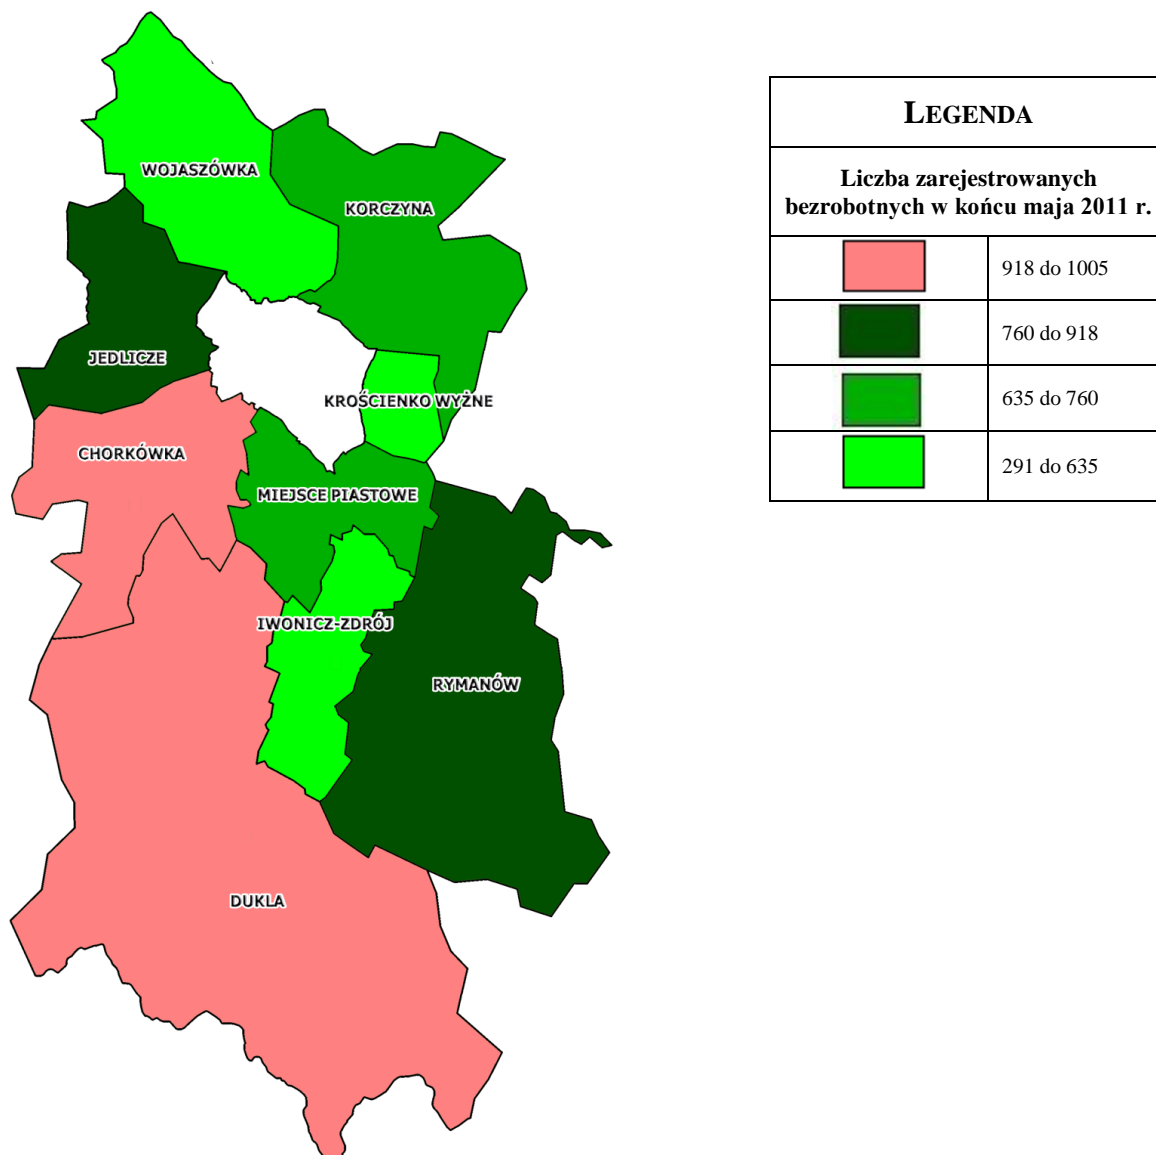 WOJASZÓWKA
KORCZYNA
JEDLICZE
KROŚCIENKO WYŻNE
CHORKÓWKA
MIEJSCE PIASTOWE
IWONICZ-ZDRÓJ
RYMANÓW
DUKLA
LEGENDA
Liczba zarejestrowanych
bezrobotnych w końcu maja 2011 r.
918 do 1005
760 do 918
635 do 760
291 do 635